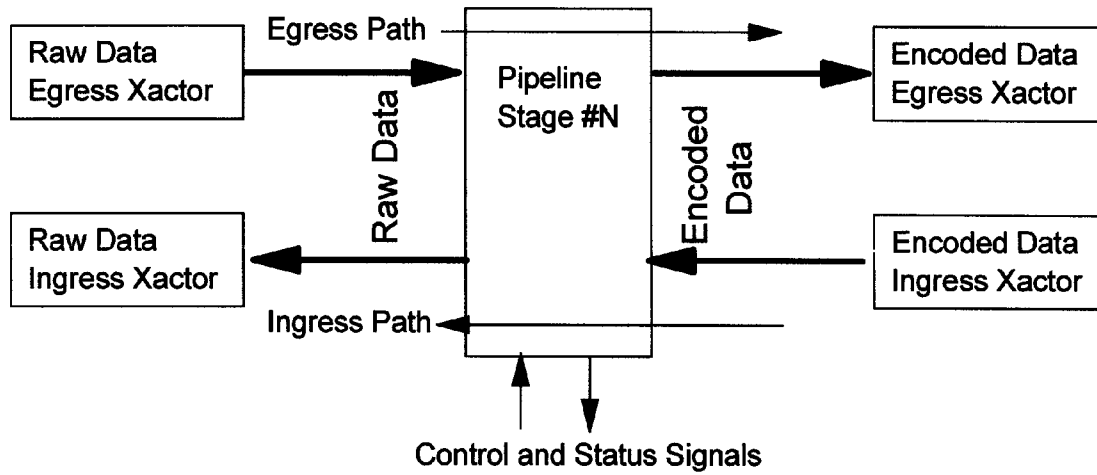 Egress Path
Raw Data
Egress Xactor
Pipeline
Stage #N
Encoded Data
Egress Xactor
Raw Data
Encoded
Data
Raw Data
Ingress Xactor
Encoded Data
Ingress Xactor
Ingress Path
Control and Status Signals